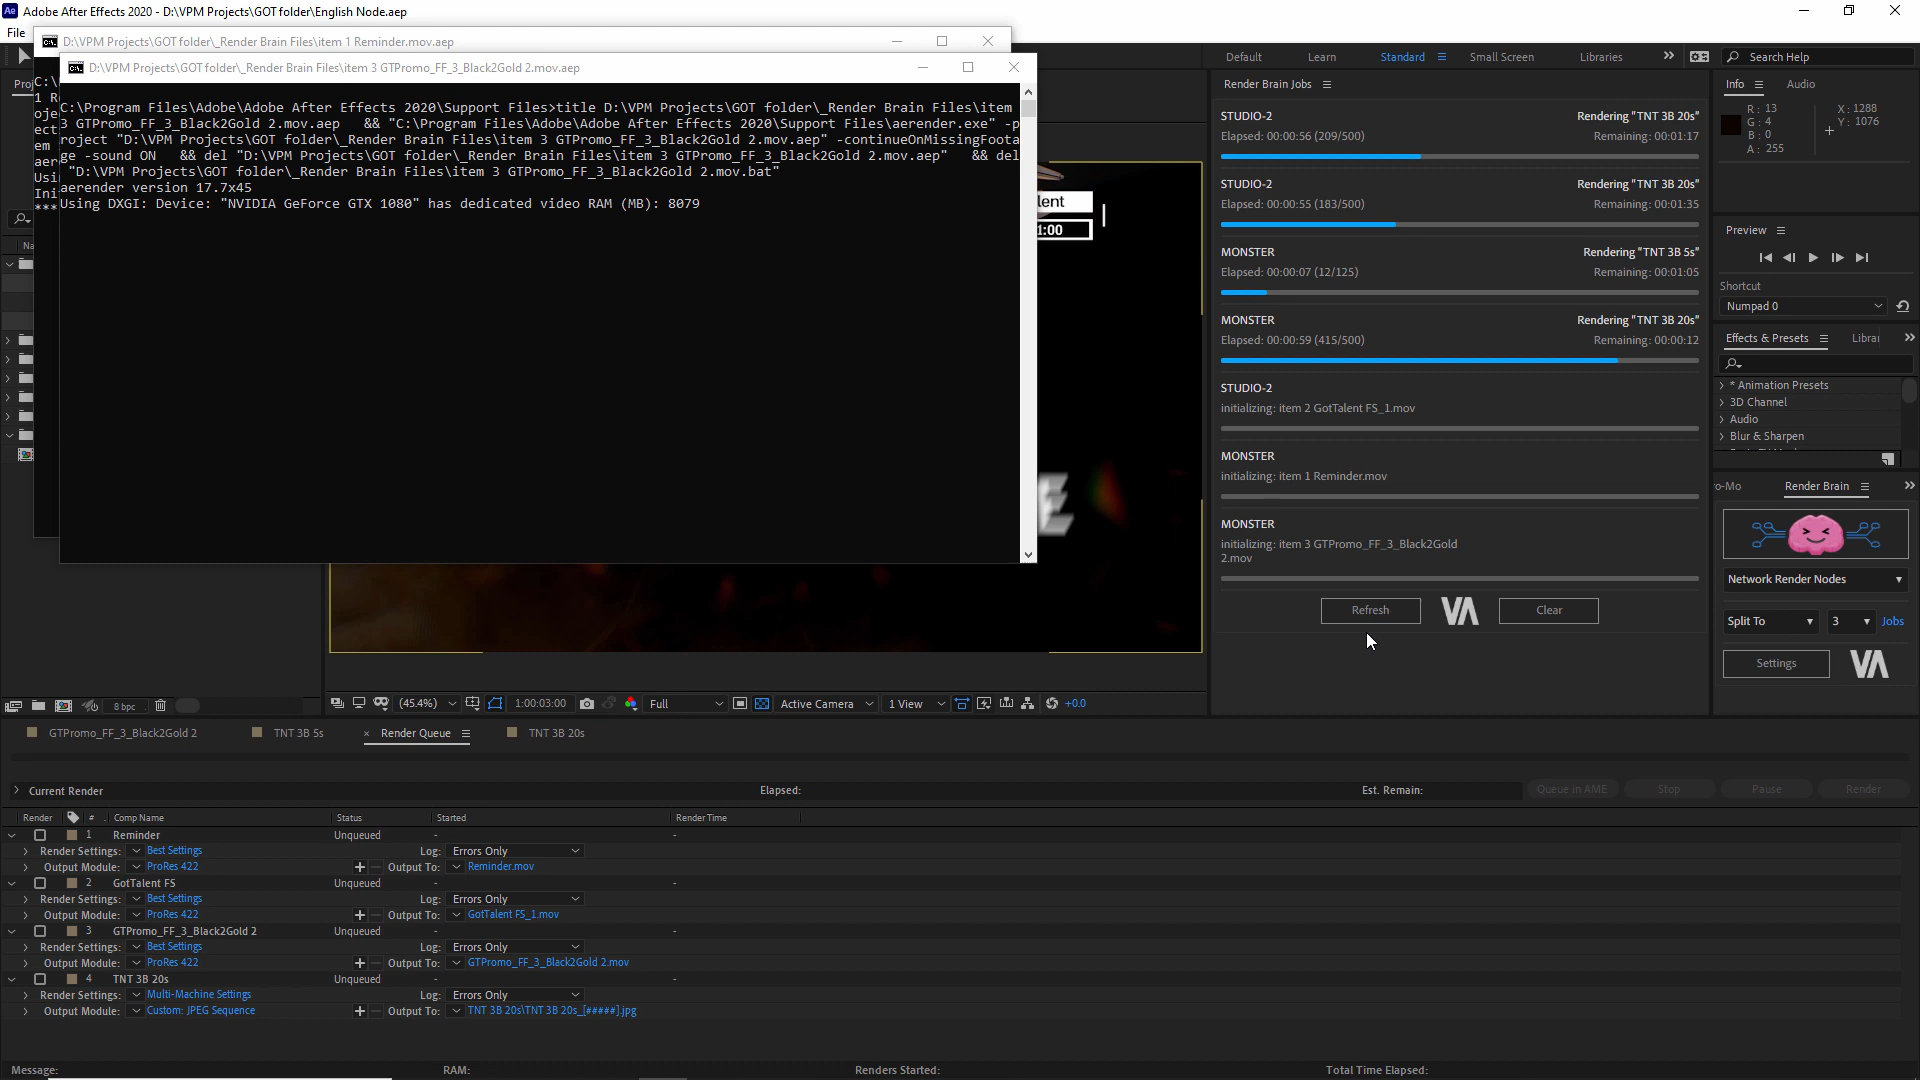 Adobe After Effects 2020 - D:\VPM Projects\GOT folder\English Node.aep
File
D:\VPM Projects\GOT folder\_Render Brain Files\item 1 Reminder.mov.aep
D:\VPM Projects\GOT folder\_Render Brain Files\item 3 GTPromo_FF_3_Black2Gold 2.mov.aep
C:\Program Files\Adobe\Adobe After Effects 2020\Support Files>title D:\VPM Projects\GOT folder\_Render Brain Files\item
3 GTPromo_FF_3_Black2Gold 2.mov.aep   && "C:\Program Files\Adobe\Adobe After Effects 2020\Support Files\aerender.exe" -p
roject "D:\VPM Projects\GOT folder\_Render Brain Files\item 3 GTPromo_FF_3_Black2Gold 2.mov.aep" -continueOnMissingFoota
ge -sound ON   && del "D:\VPM Projects\GOT folder\_Render Brain Files\item 3 GTPromo_FF_3_Black2Gold 2.mov.aep"   && del
"D:\VPM Projects\GOT folder\_Render Brain Files\item 3 GTPromo_FF_3_Black2Gold 2.mov.bat"
aerender version 17.7x45
Using DXGI: Device: "NVIDIA GeForce GTX 1080" has dedicated video RAM (MB): 8079
lent
1:00
E
Default
Learn
Standard
Small Screen
Libraries
Search Help
Render Brain Jobs
STUDIO-2
Rendering "TNT 3B 20s"
Elapsed: 00:00:56 (209/500)
Remaining: 00:01:17
STUDIO-2
Rendering "TNT 3B 20s"
Elapsed: 00:00:55 (183/500)
Remaining: 00:01:35
MONSTER
Rendering "TNT 3B 5s"
Elapsed: 00:00:07 (12/125)
Remaining: 00:01:05
MONSTER
Rendering "TNT 3B 20s"
Elapsed: 00:00:59 (415/500)
Remaining: 00:00:12
STUDIO-2
initializing: item 2 GotTalent FS_1.mov
MONSTER
initializing: item 1 Reminder.mov
MONSTER
initializing: item 3 GTPromo_FF_3_Black2Gold
2.mov
Refresh
VA
Clear
Info
Audio
R: 13
G: 4
B: 0
A: 255
X: 1288
Y: 1076
Preview
Shortcut
Numpad 0
Effects & Presets
Librar
* Animation Presets
3D Channel
Audio
Blur & Sharpen
ro-Mo
Render Brain
Network Render Nodes
Split To
3
Jobs
Settings
VA
8 bpc
(45.4%)
1:00:03:00
Full
Active Camera
1 View
+0.0
GTPromo_FF_3_Black2Gold 2
TNT 3B 5s
Render Queue
TNT 3B 20s
Current Render
Elapsed:
Est. Remain:
Queue in AME
Stop
Pause
Render
Render
#
Comp Name
Status
Started
Render Time
1
Reminder
Unqueued
-
-
Render Settings:
Best Settings
Log:
Errors Only
Output Module:
ProRes 422
Output To:
Reminder.mov
2
GotTalent FS
Unqueued
-
-
Render Settings:
Best Settings
Log:
Errors Only
Output Module:
ProRes 422
Output To:
GotTalent FS_1.mov
3
GTPromo_FF_3_Black2Gold 2
Unqueued
-
-
Render Settings:
Best Settings
Log:
Errors Only
Output Module:
ProRes 422
Output To:
GTPromo_FF_3_Black2Gold 2.mov
4
TNT 3B 20s
Unqueued
-
-
Render Settings:
Multi-Machine Settings
Log:
Errors Only
Output Module:
Custom: JPEG Sequence
Output To:
TNT 3B 20s\TNT 3B 20s_[#####].jpg
Message:
RAM:
Renders Started:
Total Time Elapsed: